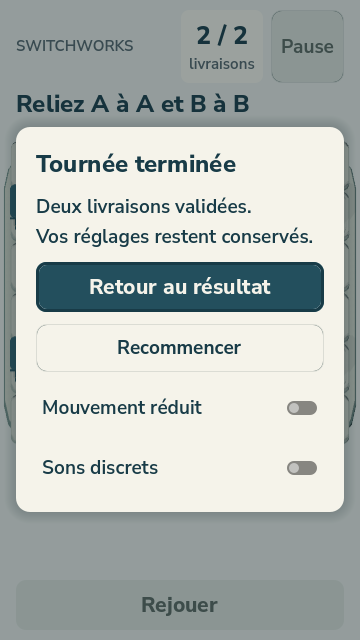 SWITCHWORKS
2 / 2
livraisons
Pause
Reliez A à A et B à B
Tournée terminée
Deux livraisons validées.
Vos réglages restent conservés.
Retour au résultat
Recommencer
Mouvement réduit
Sons discrets
Rejouer